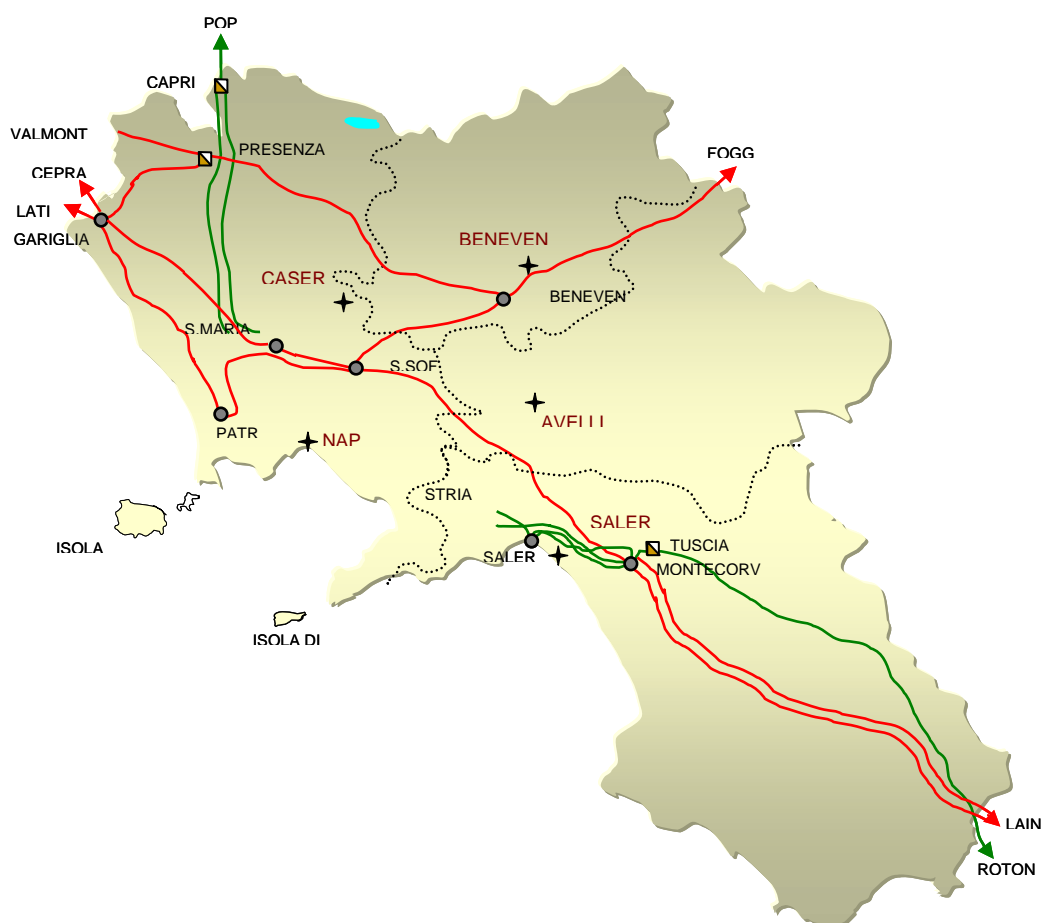 POP
CAPRI
VALMONT
PRESENZA
CEPRA
FOGG
LATI
GARIGLIA
BENEVEN
CASER
BENEVEN
S.MARIA
S.SOF
AVELLI
PATR
NAP
STRIA
SALER
ISOLA
SALER
TUSCIA
MONTECORV
ISOLA DI
LAIN
ROTON